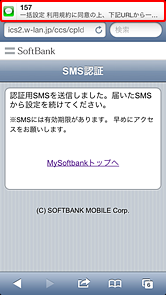 157
一括設定 利用規約に同意の上、下記URLから一…
ics2.w-lan.jp/ccs/cpld
SoftBank
SMS認証
認証用SMSを送信しました。届いたSMS
から設定を続けてください。
※SMSには有効期限があります。 早めにアクセ
スをお願いします。
MySoftbankトップへ
(C) SOFTBANK MOBILE Corp.
6